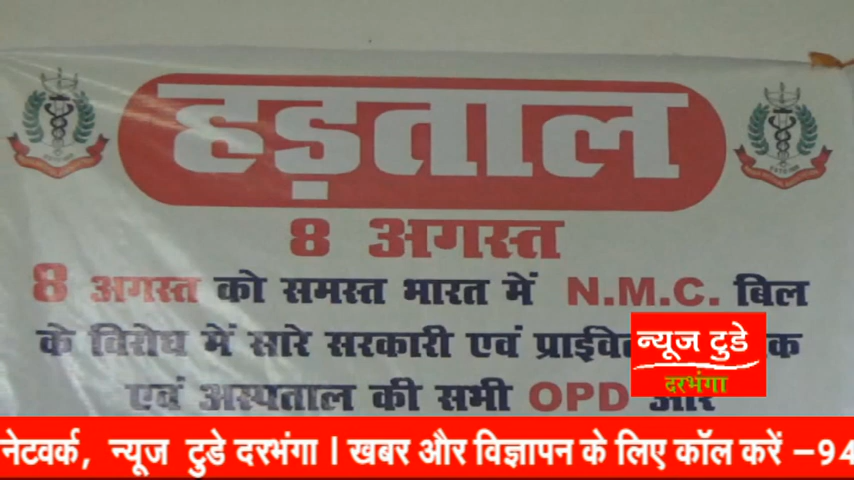 हड़ताल
8 अगस्त
8 अगस्त को समस्त भारत में N.M.C. बिल
के विरोध में सारे सरकारी एवं
एवं अस्पताल की सभी OPD और
न्यूज टुडे
दरभंगा
नेटवर्क, न्यूज टुडे दरभंगा । खबर और विज्ञापन के लिए कॉल करें –94